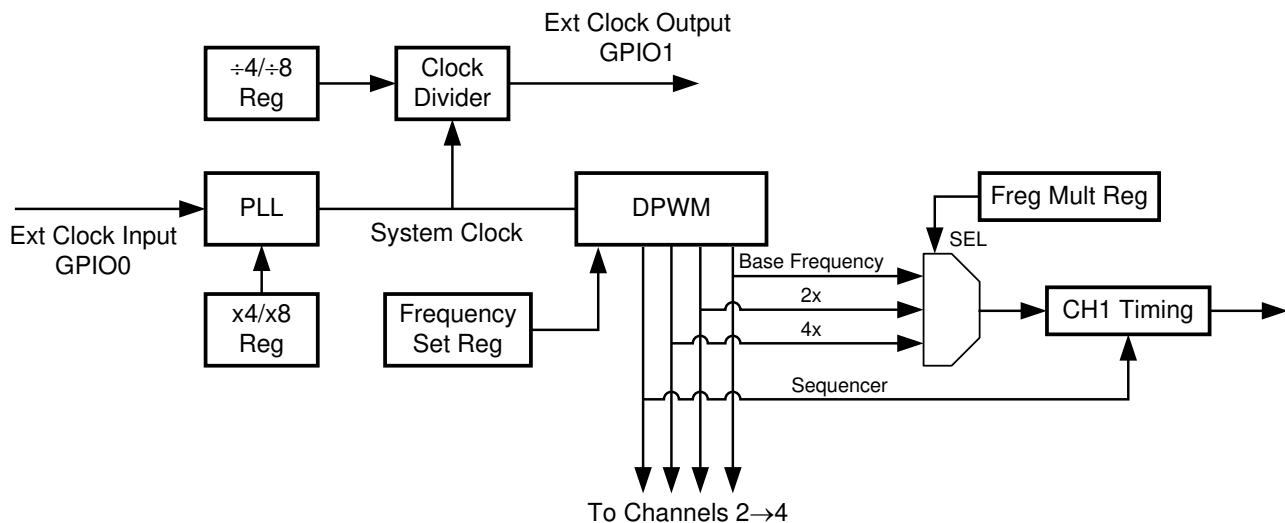 Ext Clock Output
GPIO1
÷4/÷8
Reg
Clock
Divider
PLL
DPWM
Freg Mult Reg
Ext Clock Input
GPIO0
System Clock
SEL
Base Frequency
x4/x8
Reg
Frequency
Set Reg
2x
CH1 Timing
4x
Sequencer
To Channels 2→4